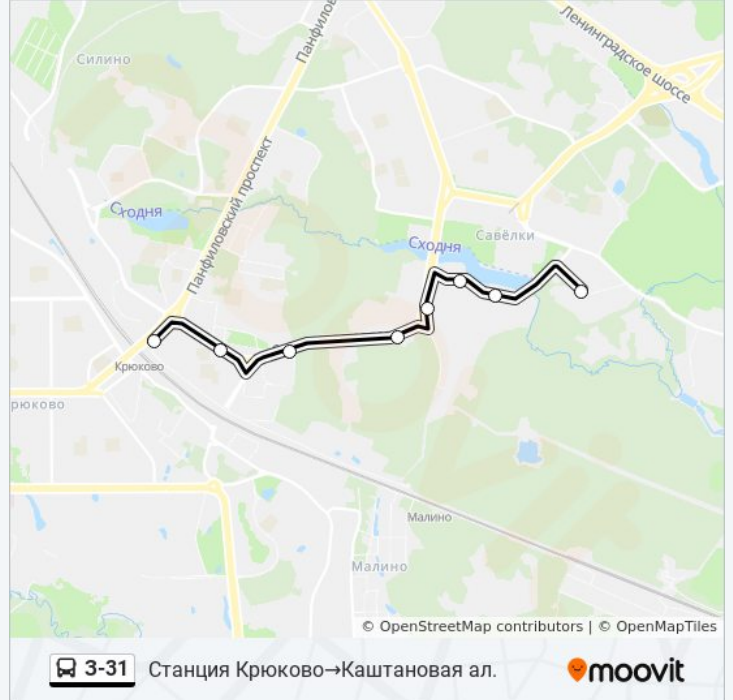 Ленинградское шоссе
Панфилов
Силино
Панфиловский проспект
Сходня
Савёлки
Сходня
Крюково
рюково
Малино
Малино
© OpenStreetMap contributors | © OpenMapTiles
3-31 Станция Крюково→Каштановая ал. moovit